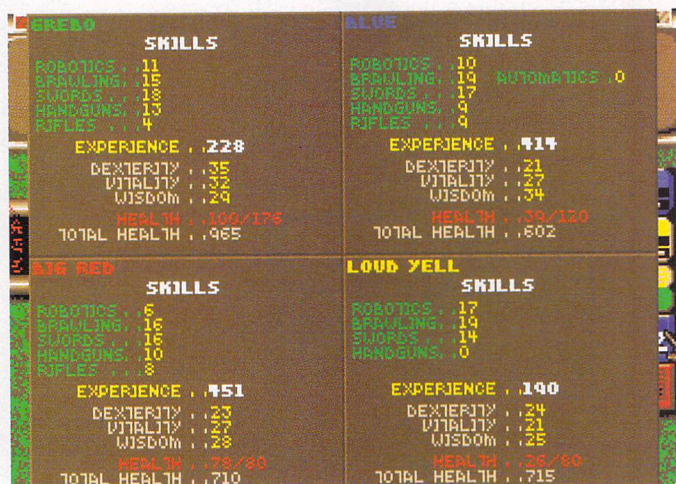 GREBO
SKILLS
ROBOTICS . . 11
BRAWLING. . 15
SWORDS . . . 18
HANDGUNS. . 13
RIFLES . . . 4
EXPERIENCE . . 228
DEXTERITY . . 35
VITALITY . . 32
WISDOM . . 29
HEALTH . . 100/176
TOTAL HEALTH . . 965
BLUE
SKILLS
ROBOTICS . . 10
BRAWLING. . 19 AUTOMATICS . 0
SWORDS . . . 17
HANDGUNS. . 9
RIFLES . . . 9
EXPERIENCE . . 414
DEXTERITY . . 21
VITALITY . . 27
WISDOM . . 34
HEALTH . . 39/120
TOTAL HEALTH . . 602
BIG RED
SKILLS
ROBOTICS . . 6
BRAWLING. . 16
SWORDS . . . 16
HANDGUNS. . 10
RIFLES . . . 8
EXPERIENCE . . 451
DEXTERITY . . 23
VITALITY . . 27
WISDOM . . 28
HEALTH . . 78/80
TOTAL HEALTH . . 710
LOUD YELL
SKILLS
ROBOTICS . . 17
BRAWLING. . 19
SWORDS . . . 14
HANDGUNS. . 0
EXPERIENCE . . 190
DEXTERITY . . 24
VITALITY . . 21
WISDOM . . 25
HEALTH . . 26/80
TOTAL HEALTH . . 715